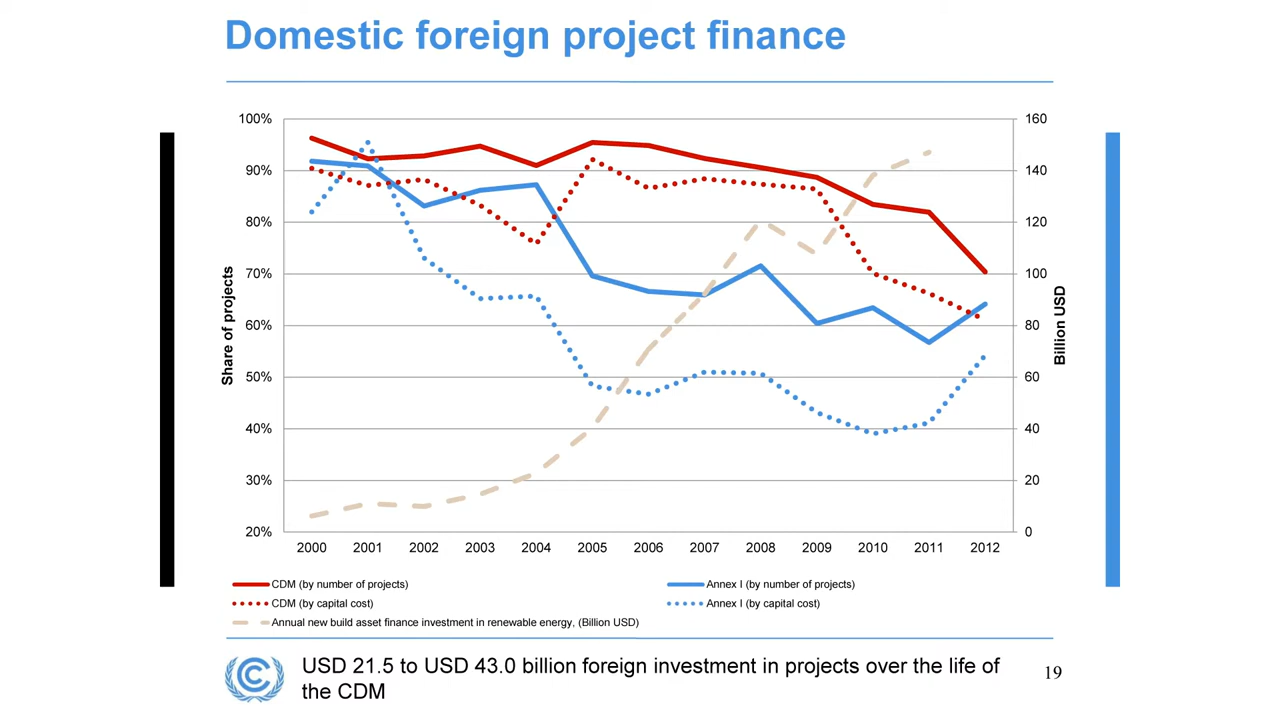 Domestic foreign project finance
100%
90%
80%
70%
60%
50%
40%
30%
20%
Share of projects
160
140
120
100
80
60
40
20
0
Billion USD
2000 2001 2002 2003 2004 2005 2006 2007 2008 2009 2010 2011 2012
CDM (by number of projects)
Annex I (by number of projects)
CDM (by capital cost)
Annex I (by capital cost)
Annual new build asset finance investment in renewable energy, (Billion USD)
USD 21.5 to USD 43.0 billion foreign investment in projects over the life of
the CDM
19